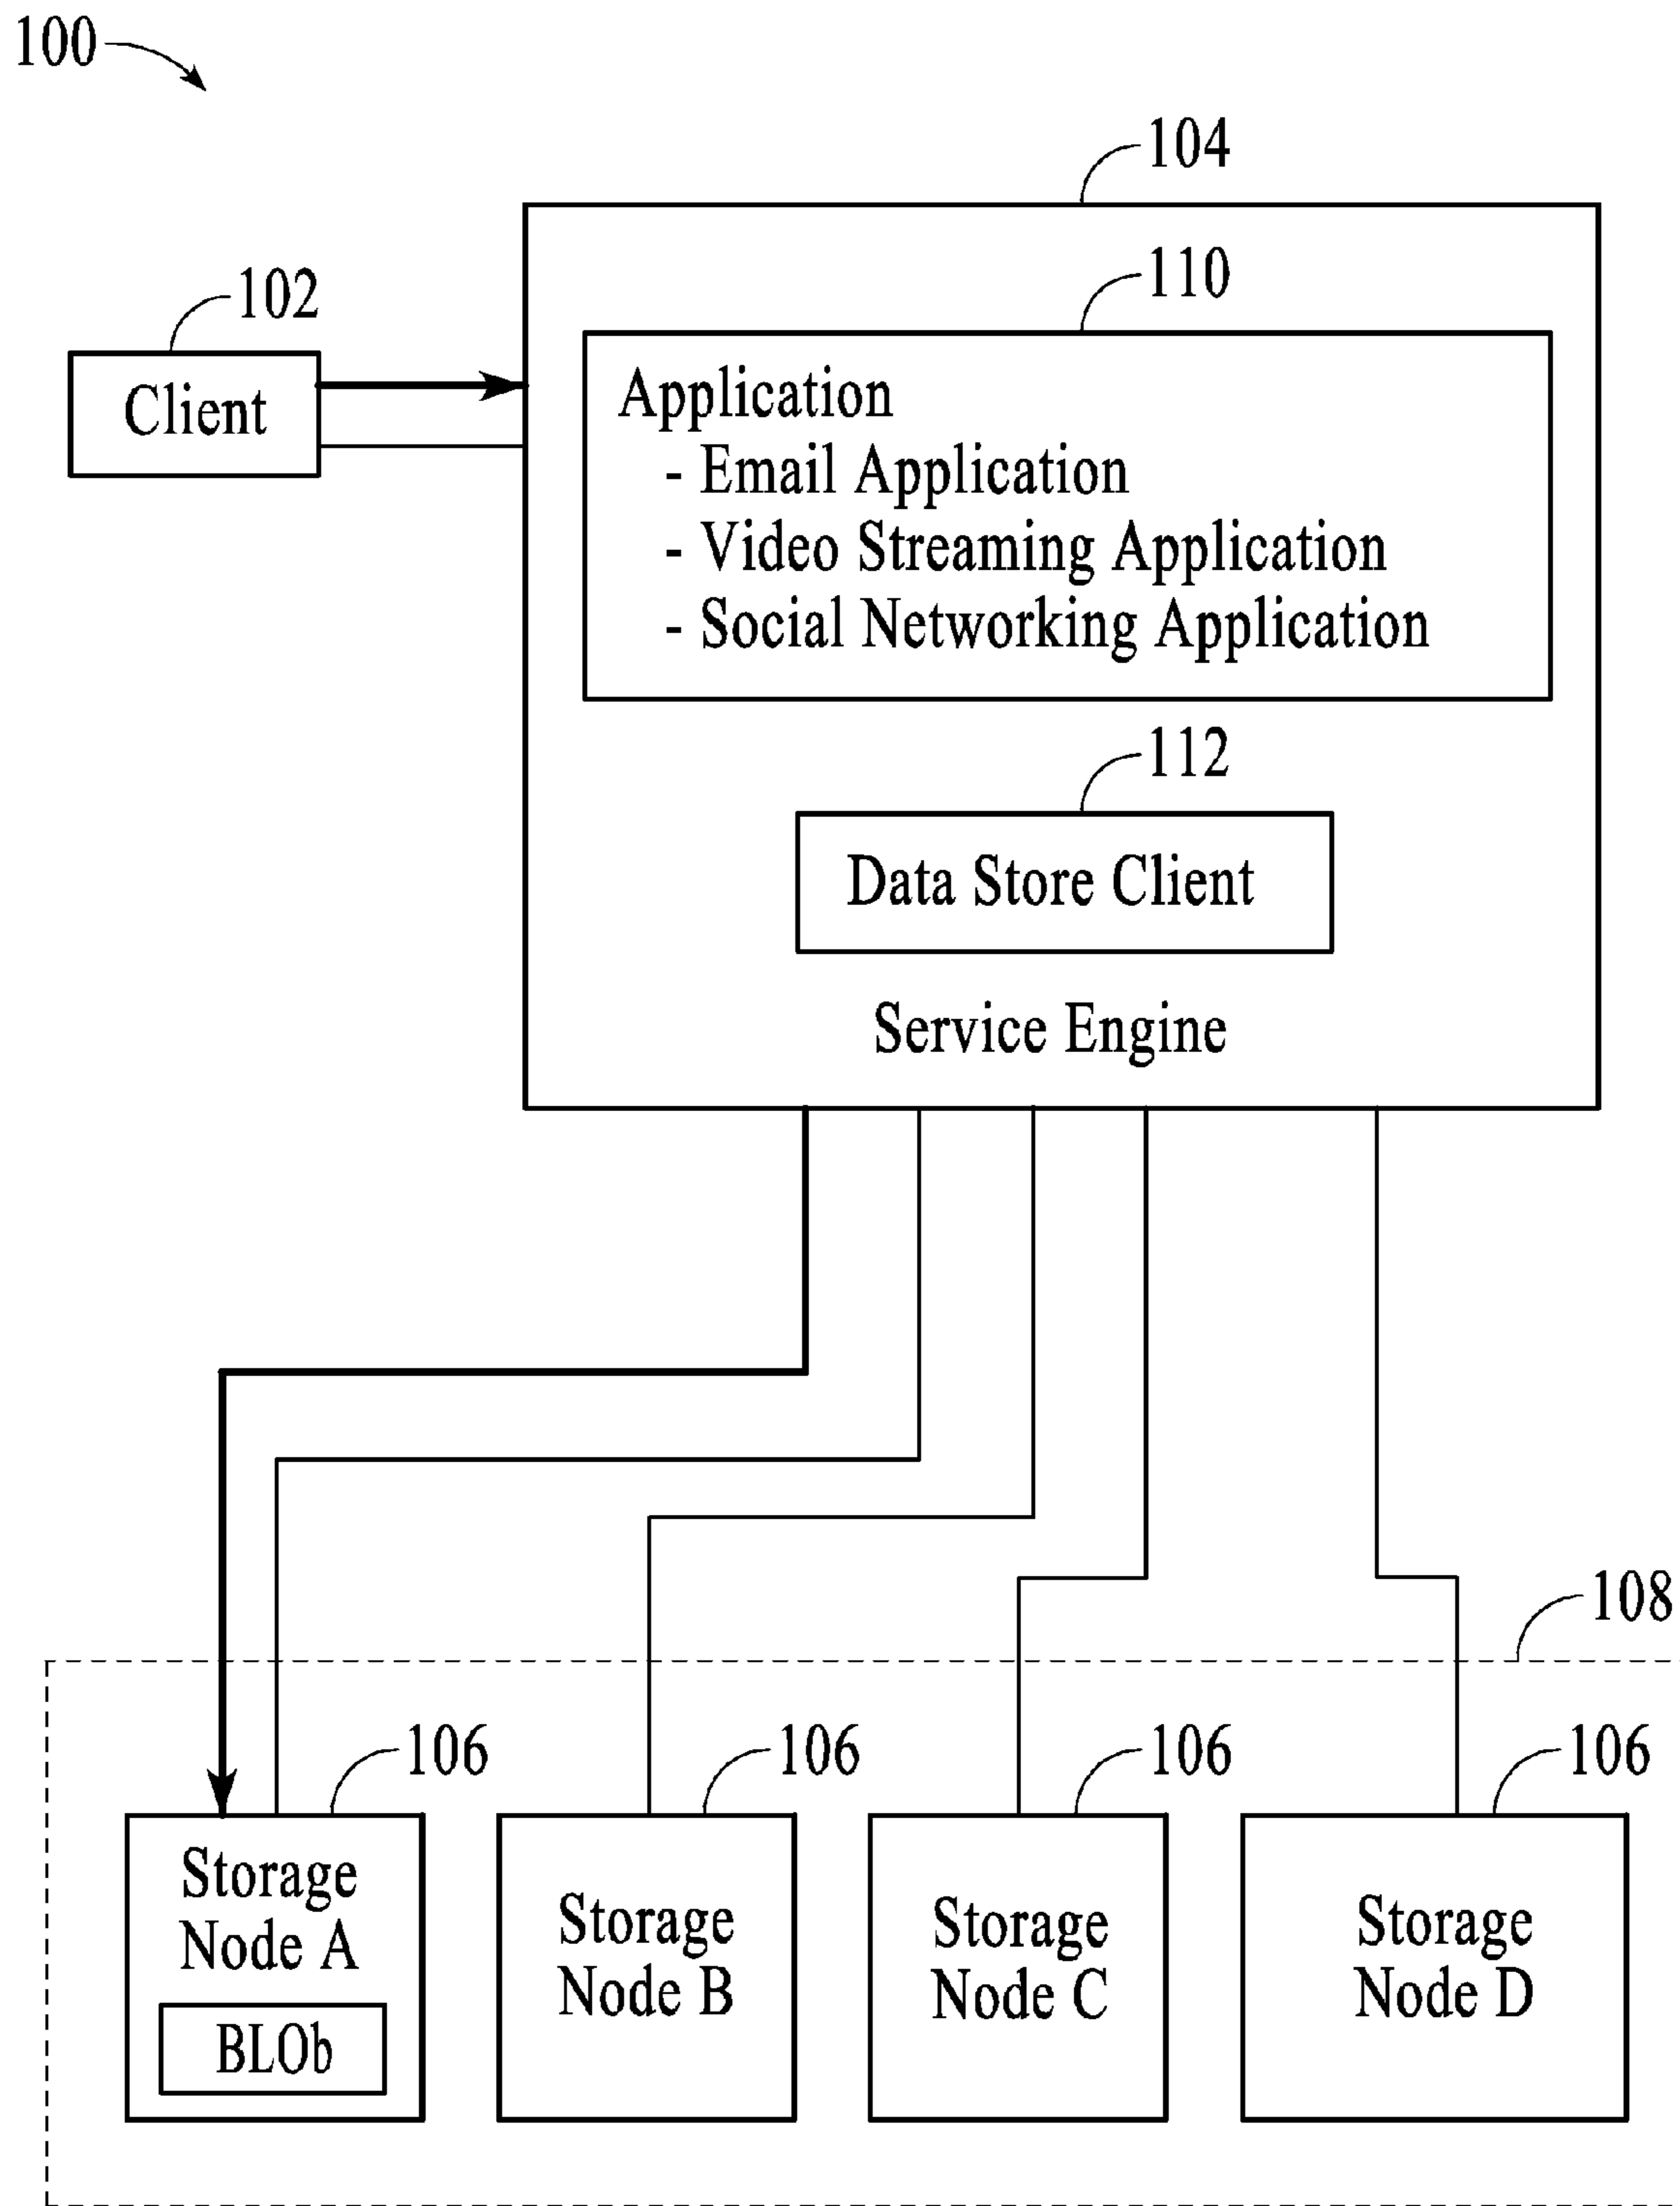 100
104
110
102
Client
Application
- Email Application
- Video Streaming Application
- Social Networking Application
112
Data Store Client
Service Engine
108
106
106
106
106
Storage
Node A
BLOb
Storage
Node B
Storage
Node C
Storage
Node D